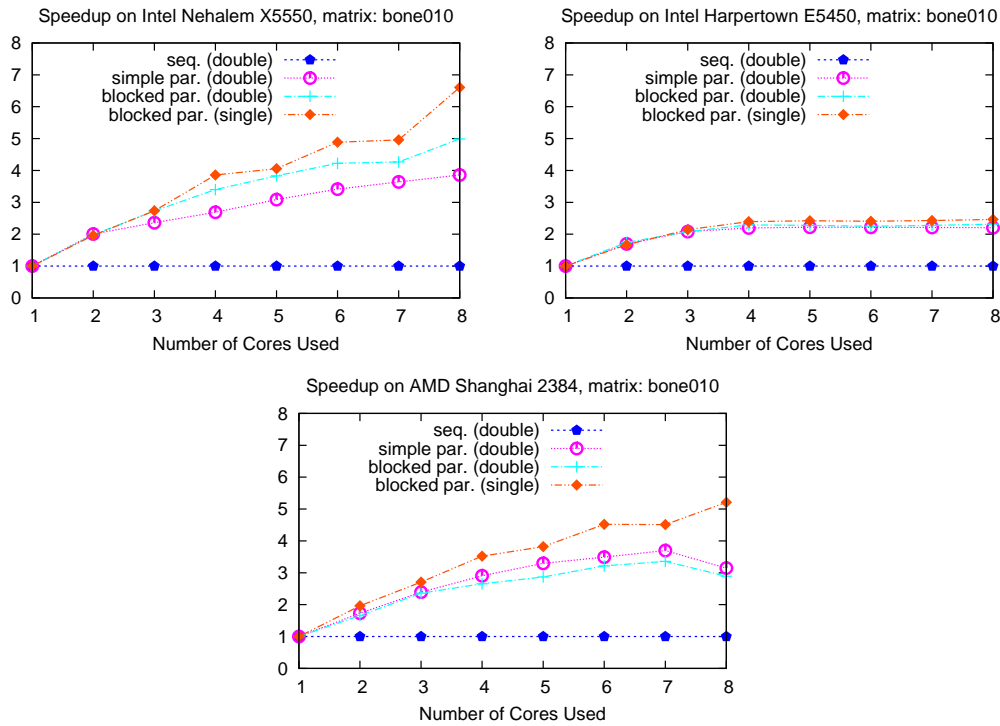 Speedup on Intel Nehalem X5550, matrix: bone010
8
7
6
5
4
3
2
1
0
seq. (double)
simple par. (double)
blocked par. (double)
blocked par. (single)
1 2 3 4 5 6 7 8
Number of Cores Used
Speedup on Intel Harpertown E5450, matrix: bone010
8
7
6
5
4
3
2
1
0
seq. (double)
simple par. (double)
blocked par. (double)
blocked par. (single)
1 2 3 4 5 6 7 8
Number of Cores Used
Speedup on AMD Shanghai 2384, matrix: bone010
8
7
6
5
4
3
2
1
0
seq. (double)
simple par. (double)
blocked par. (double)
blocked par. (single)
1 2 3 4 5 6 7 8
Number of Cores Used